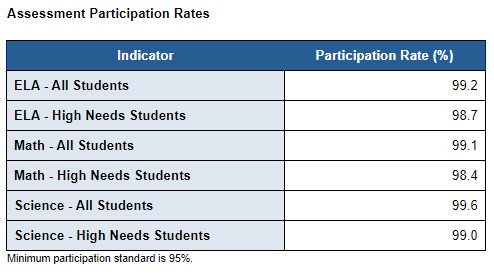 Assessment Participation Rates
Indicator Participation Rate (%)
ELA - All Students 99.2
ELA - High Needs Students 98.7
Math - All Students 99.1
Math - High Needs Students 98.4
Science - All Students 99.6
Science - High Needs Students 99.0
Minimum participation standard is 95%.